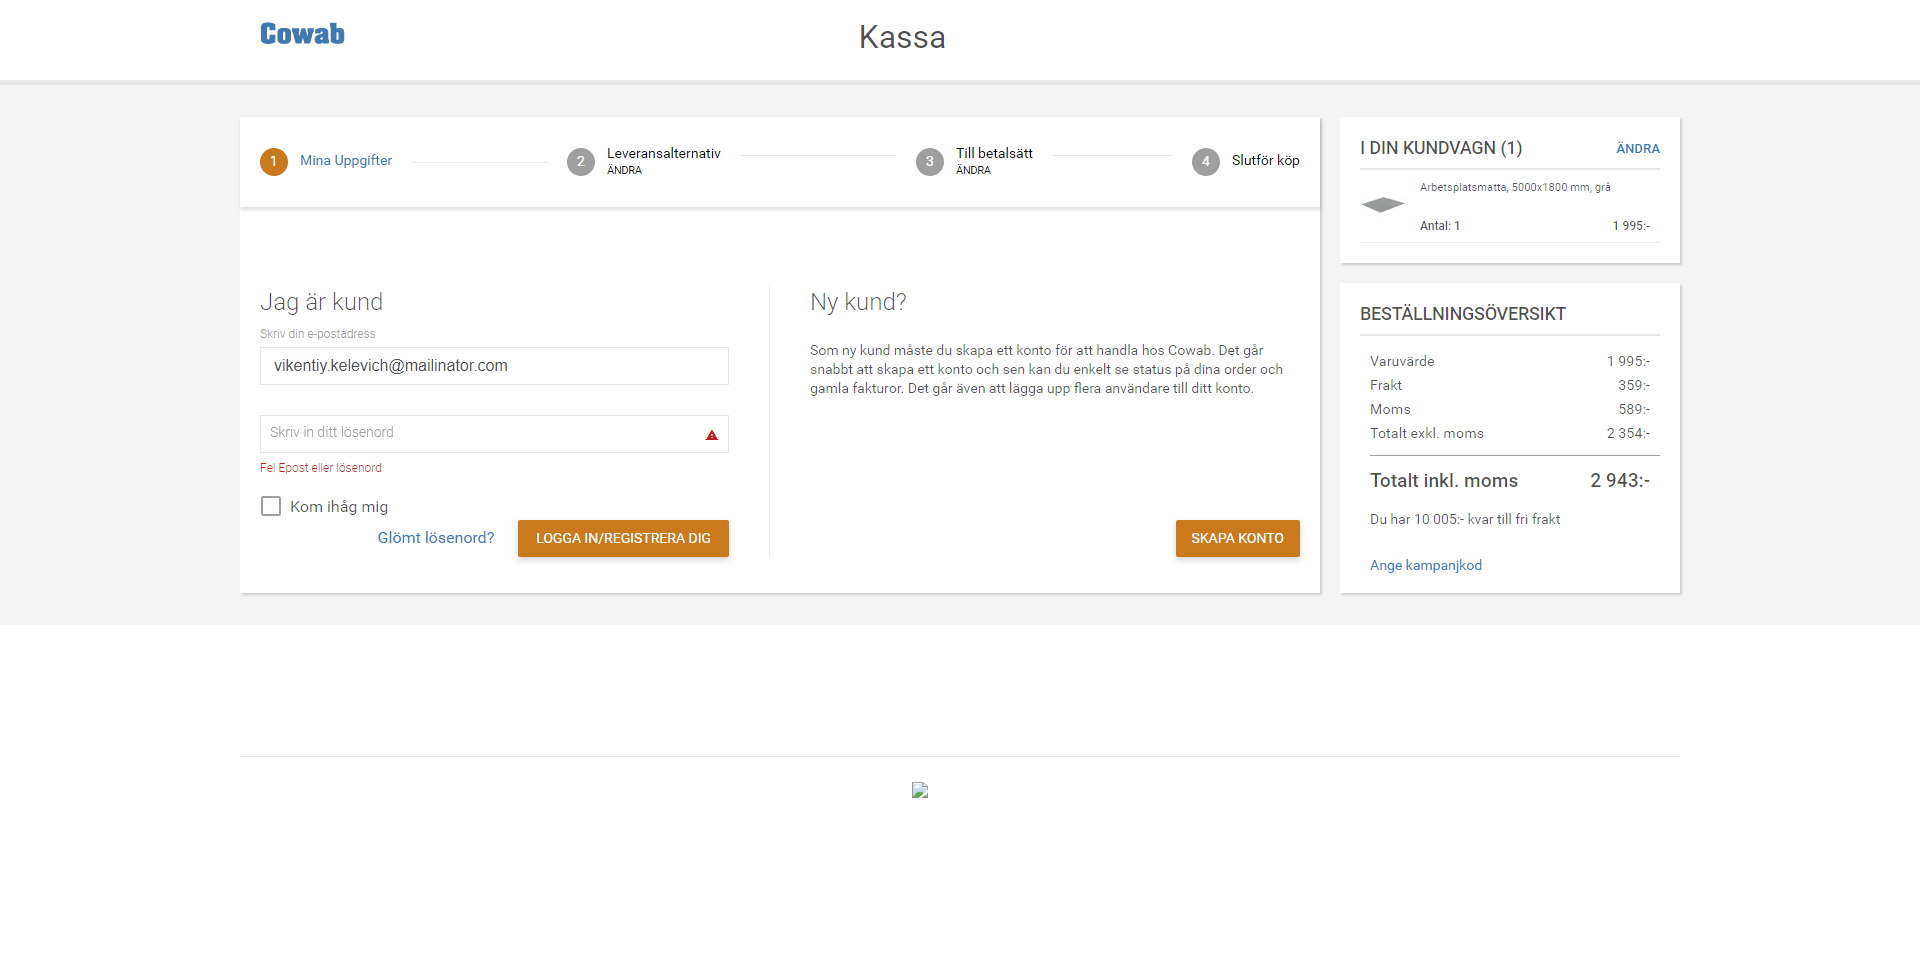 Cowab
Kassa
1 Mina Uppgifter
2 Leveransalternativ
ÄNDRA
3 Till betalsätt
ÄNDRA
4 Slutför köp
Jag är kund
Skriv din e-postadress
vikentiy.kelevich@mailinator.com
Skriv in ditt lösenord
Fel Epost eller lösenord
Kom ihåg mig
Glömt lösenord?
LOGGA IN/REGISTRERA DIG
Ny kund?
Som ny kund måste du skapa ett konto för att handla hos Cowab. Det går
snabbt att skapa ett konto och sen kan du enkelt se status på dina order och
gamla fakturor. Det går även att lägga upp flera användare till ditt konto.
SKAPA KONTO
I DIN KUNDVAGN (1) ÄNDRA
Arbetsplatsmatta, 5000x1800 mm, grå
Antal: 1 1 995:-
BESTÄLLNINGSÖVERSIKT
Varuvärde 1 995:-
Frakt 359:-
Moms 589:-
Totalt exkl. moms 2 354:-
Totalt inkl. moms 2 943:-
Du har 10 005:- kvar till fri frakt
Ange kampanjkod